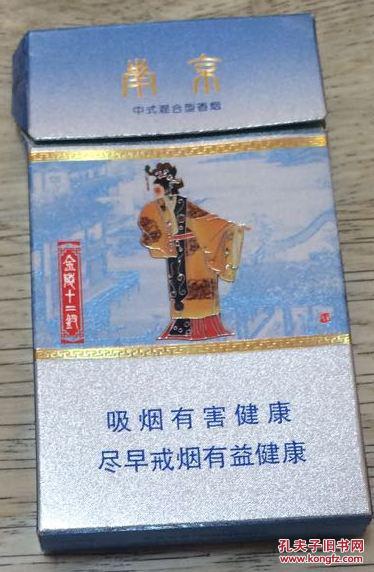 南京
中式混合型香烟
金陵十二钗
吸烟有害健康
尽早戒烟有益健康
孔夫子旧书网